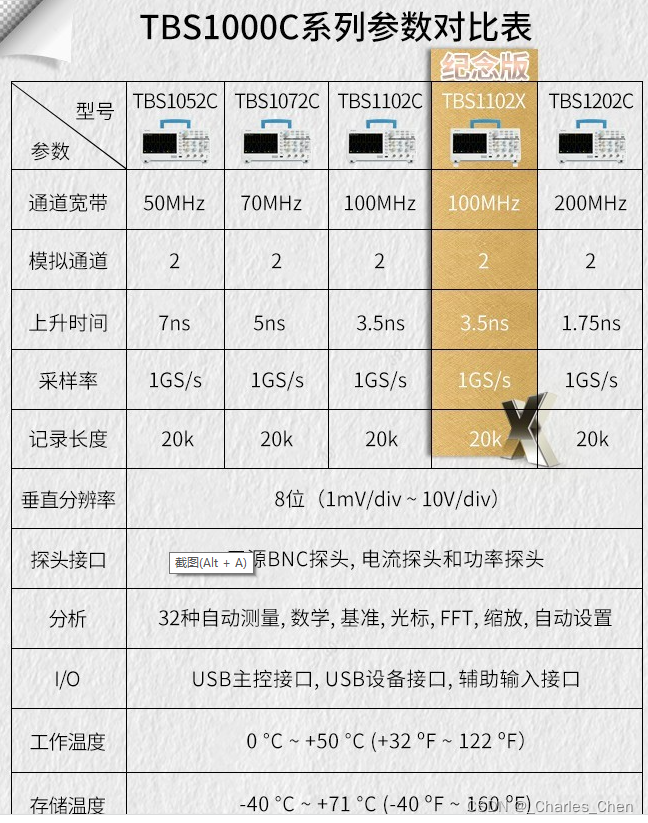 TBS1000C系列参数对比表
纪念版
型号 TBS1052C TBS1072C TBS1102C TBS1102X TBS1202C
参数
通道宽带 50MHz 70MHz 100MHz 100MHz 200MHz
模拟通道 2 2 2 2 2
上升时间 7ns 5ns 3.5ns 3.5ns 1.75ns
采样率 1GS/s 1GS/s 1GS/s 1GS/s 1GS/s
记录长度 20k 20k 20k 20k 20k
X
垂直分辨率 8位（1mV/div ~ 10V/div）
探头接口 源BNC探头, 电流探头和功率探头
截图(Alt + A)
分析 32种自动测量, 数学, 基准, 光标, FFT, 缩放, 自动设置
I/O USB主控接口, USB设备接口, 辅助输入接口
工作温度 0 °C ~ +50 °C (+32 °F ~ 122 °F）
存储温度 -40 °C ~ +71 °C (-40 °F ~ 160 °F)
CSDN @_Charles_Chen